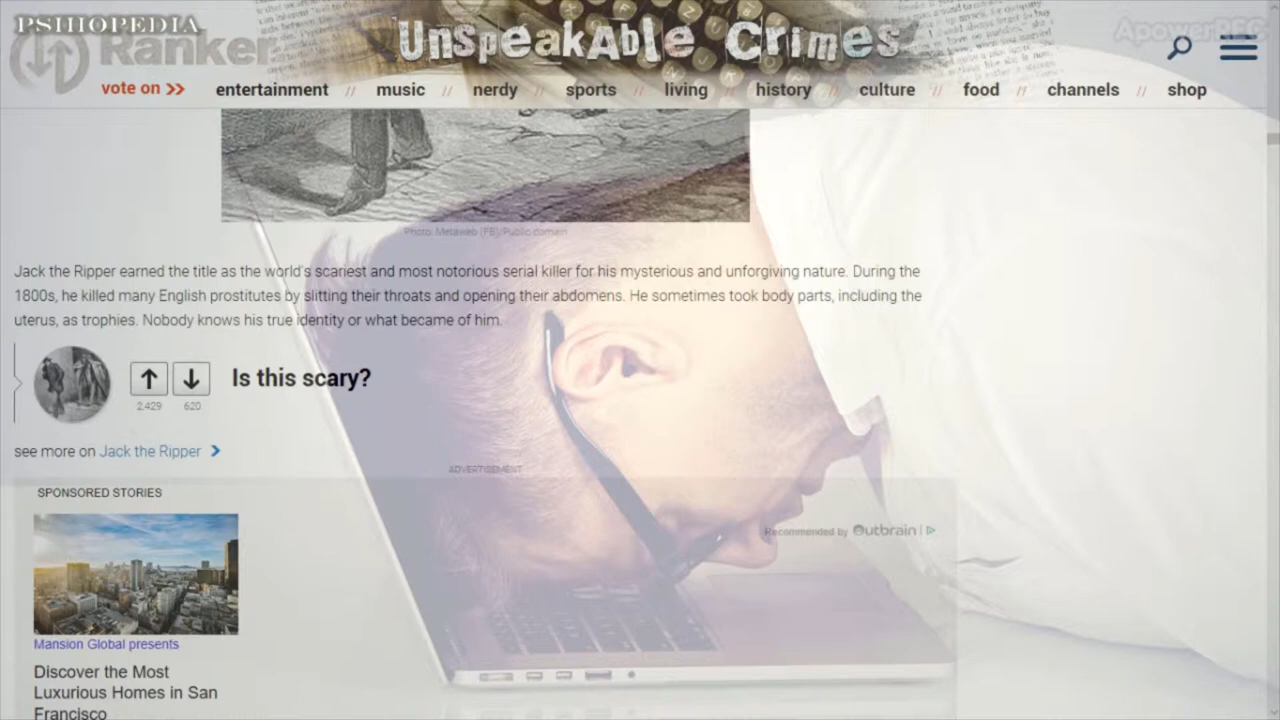 PSIHOPEDIA
Ranker
UnSpeakAble CrImes
ApowerREC
vote on >>
entertainment // music // nerdy // sports // living // history // culture // food // channels // shop
Photo: Metaweb (FB)/Public domain
Jack the Ripper earned the title as the world's scariest and most notorious serial killer for his mysterious and unforgiving nature. During the
1800s, he killed many English prostitutes by slitting their throats and opening their abdomens. He sometimes took body parts, including the
uterus, as trophies. Nobody knows his true identity or what became of him.
Is this scary?
2,429 620
see more on Jack the Ripper
ADVERTISEMENT
SPONSORED STORIES
Recommended by Outbrain
Mansion Global presents
Discover the Most
Luxurious Homes in San
Francisco